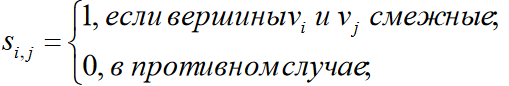 s_{i,j} = { 1, если вершины v_i и v_j смежные;
0, в противном случае;